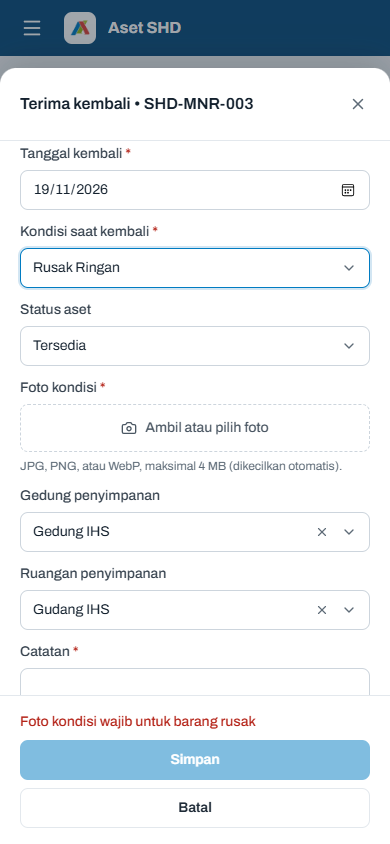 Aset SHD
Terima kembali • SHD-MNR-003
Tanggal kembali *
19/11/2026
Kondisi saat kembali *
Rusak Ringan
Status aset
Tersedia
Foto kondisi *
Ambil atau pilih foto
JPG, PNG, atau WebP, maksimal 4 MB (dikecilkan otomatis).
Gedung penyimpanan
Gedung IHS
Ruangan penyimpanan
Gudang IHS
Catatan *
Foto kondisi wajib untuk barang rusak
Simpan
Batal